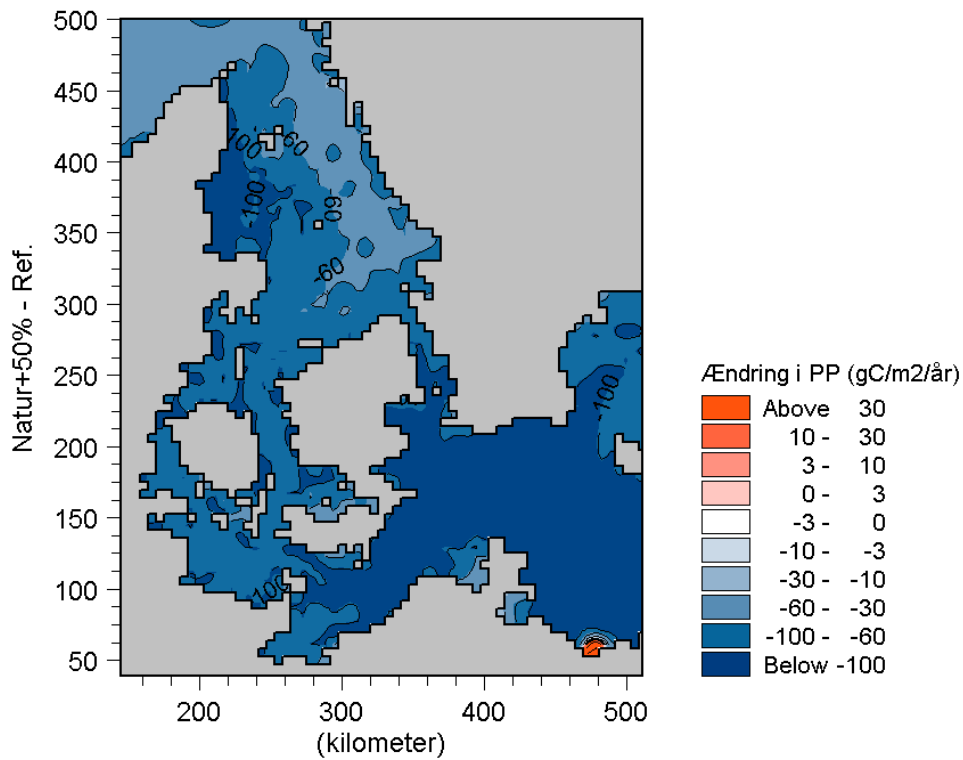 500
450
400
350
300
250
200
150
100
50
Natur+50% - Ref.
200
300
400
500
(kilometer)
-100
-60
-100
-60
-60
-100
-100
Ændring i PP (gC/m2/år)
Above 30
10 - 30
3 - 10
0 - 3
-3 - 0
-10 - -3
-30 - -10
-60 - -30
-100 - -60
Below -100